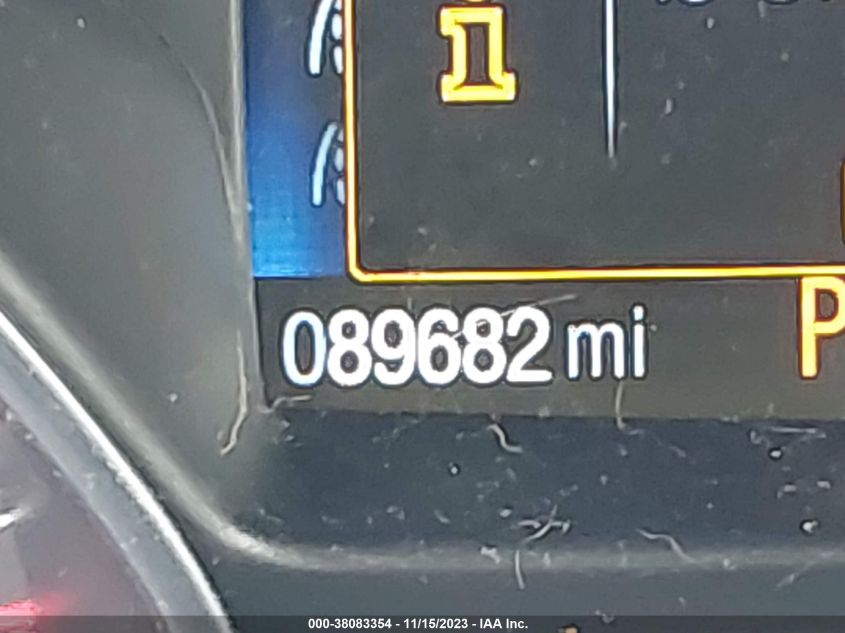 i
089682 mi
P
000-38083354 - 11/15/2023 - IAA Inc.